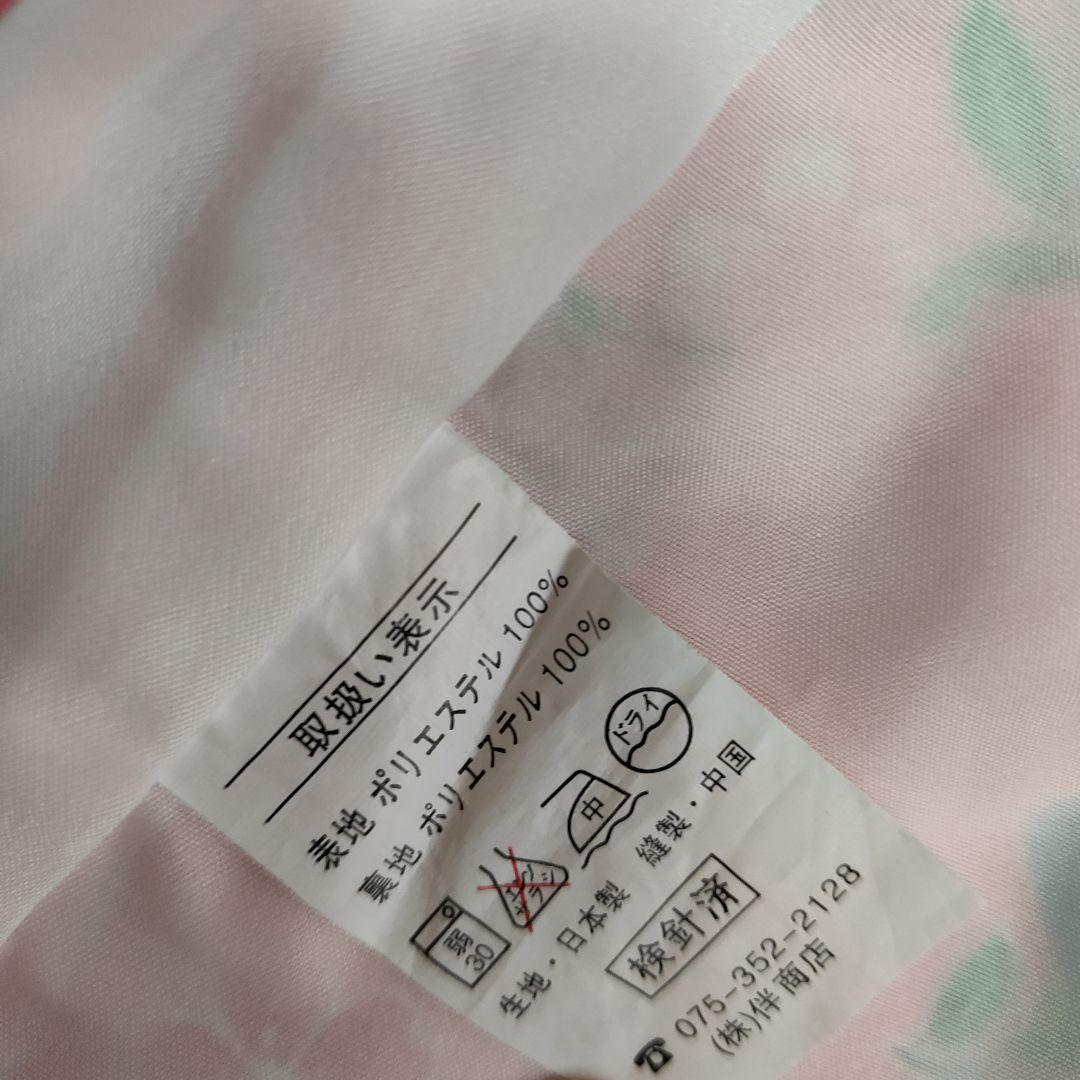 取扱い表示
表地 ポリエステル 100%
裏地 ポリエステル 100%
弱
30
エンソ
サラシ
中
ドライ
生地・日本製 縫製・中国
検針済
☎ 075-352-2128
(株)伴商店